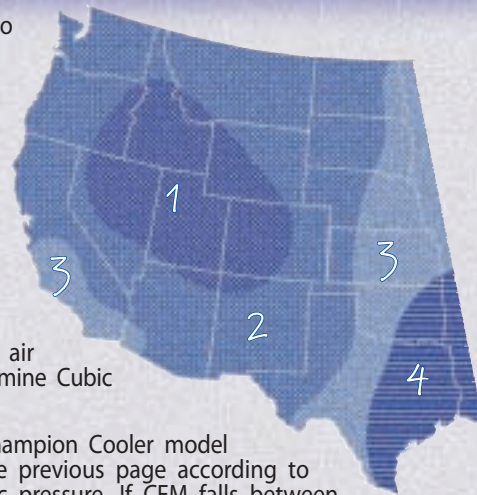 o
1
3
3
2
4
air
mine Cubic
hampion Cooler model
e previous page according to
c pressure. If CFM falls between